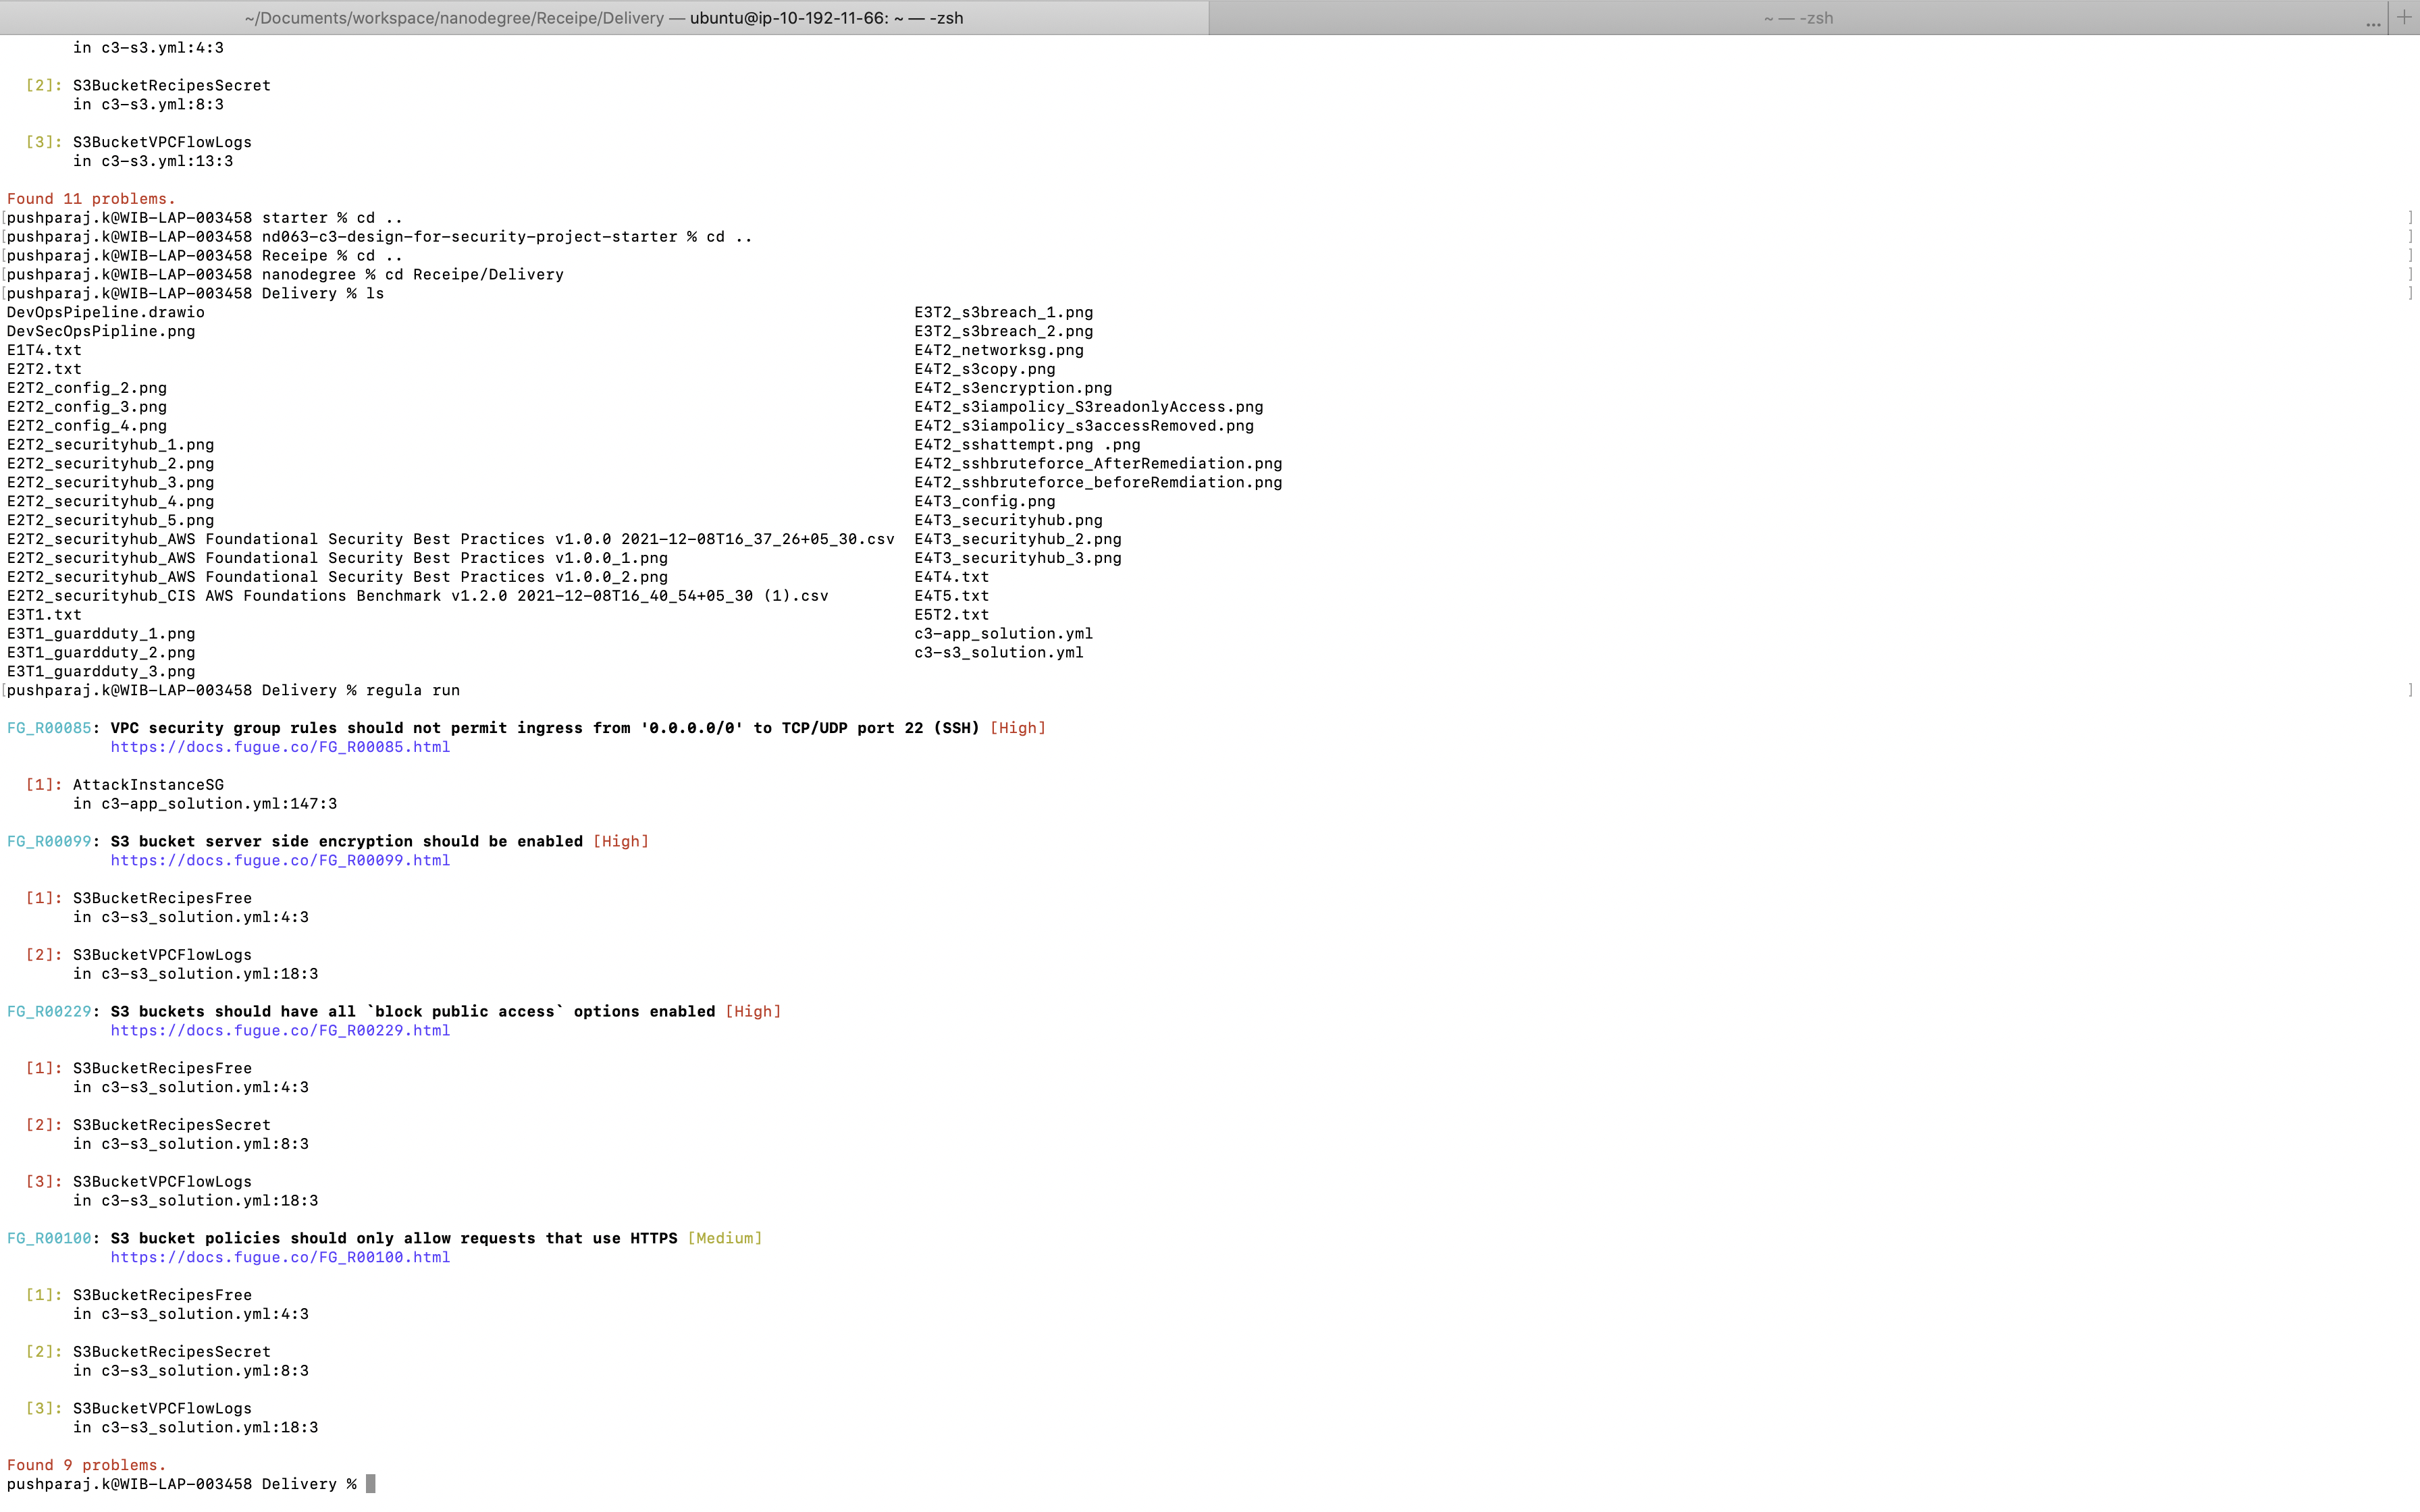 ~/Documents/workspace/nanodegree/Receipe/Delivery — ubuntu@ip-10-192-11-66: ~ — -zsh
~ — -zsh
... +
in c3-s3.yml:4:3
[2]: S3BucketRecipesSecret
in c3-s3.yml:8:3
[3]: S3BucketVPCFlowLogs
in c3-s3.yml:13:3
Found 11 problems.
[pushparaj.k@WIB-LAP-003458 starter % cd .. ]
[pushparaj.k@WIB-LAP-003458 nd063-c3-design-for-security-project-starter % cd .. ]
[pushparaj.k@WIB-LAP-003458 Receipe % cd .. ]
[pushparaj.k@WIB-LAP-003458 nanodegree % cd Receipe/Delivery ]
[pushparaj.k@WIB-LAP-003458 Delivery % ls ]
DevOpsPipeline.drawio E3T2_s3breach_1.png
DevSecOpsPipline.png E3T2_s3breach_2.png
E1T4.txt E4T2_networksg.png
E2T2.txt E4T2_s3copy.png
E2T2_config_2.png E4T2_s3encryption.png
E2T2_config_3.png E4T2_s3iampolicy_S3readonlyAccess.png
E2T2_config_4.png E4T2_s3iampolicy_s3accessRemoved.png
E2T2_securityhub_1.png E4T2_sshattempt.png .png
E2T2_securityhub_2.png E4T2_sshbruteforce_AfterRemediation.png
E2T2_securityhub_3.png E4T2_sshbruteforce_beforeRemdiation.png
E2T2_securityhub_4.png E4T3_config.png
E2T2_securityhub_5.png E4T3_securityhub.png
E2T2_securityhub_AWS Foundational Security Best Practices v1.0.0 2021-12-08T16_37_26+05_30.csv E4T3_securityhub_2.png
E2T2_securityhub_AWS Foundational Security Best Practices v1.0.0_1.png E4T3_securityhub_3.png
E2T2_securityhub_AWS Foundational Security Best Practices v1.0.0_2.png E4T4.txt
E2T2_securityhub_CIS AWS Foundations Benchmark v1.2.0 2021-12-08T16_40_54+05_30 (1).csv E4T5.txt
E3T1.txt E5T2.txt
E3T1_guardduty_1.png c3-app_solution.yml
E3T1_guardduty_2.png c3-s3_solution.yml
E3T1_guardduty_3.png
[pushparaj.k@WIB-LAP-003458 Delivery % regula run ]
FG_R00085: VPC security group rules should not permit ingress from '0.0.0.0/0' to TCP/UDP port 22 (SSH) [High]
https://docs.fugue.co/FG_R00085.html
[1]: AttackInstanceSG
in c3-app_solution.yml:147:3
FG_R00099: S3 bucket server side encryption should be enabled [High]
https://docs.fugue.co/FG_R00099.html
[1]: S3BucketRecipesFree
in c3-s3_solution.yml:4:3
[2]: S3BucketVPCFlowLogs
in c3-s3_solution.yml:18:3
FG_R00229: S3 buckets should have all `block public access` options enabled [High]
https://docs.fugue.co/FG_R00229.html
[1]: S3BucketRecipesFree
in c3-s3_solution.yml:4:3
[2]: S3BucketRecipesSecret
in c3-s3_solution.yml:8:3
[3]: S3BucketVPCFlowLogs
in c3-s3_solution.yml:18:3
FG_R00100: S3 bucket policies should only allow requests that use HTTPS [Medium]
https://docs.fugue.co/FG_R00100.html
[1]: S3BucketRecipesFree
in c3-s3_solution.yml:4:3
[2]: S3BucketRecipesSecret
in c3-s3_solution.yml:8:3
[3]: S3BucketVPCFlowLogs
in c3-s3_solution.yml:18:3
Found 9 problems.
pushparaj.k@WIB-LAP-003458 Delivery %